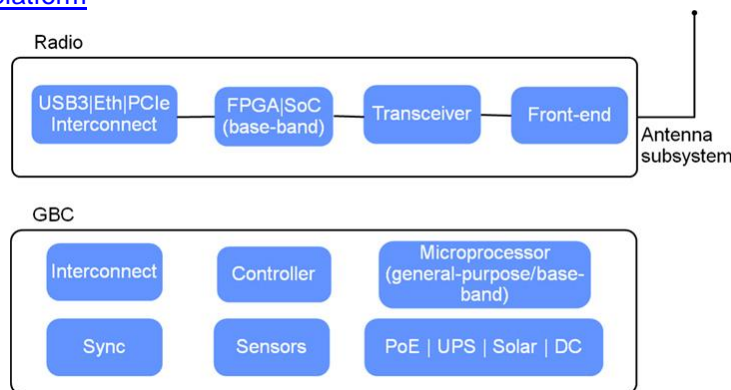 platform
Radio
USB3|Eth|PCIe
Interconnect
FPGA|SoC
(base-band)
Transceiver
Front-end
Antenna
subsystem
GBC
Interconnect
Controller
Microprocessor
(general-purpose/base-
band)
Sync
Sensors
PoE | UPS | Solar | DC